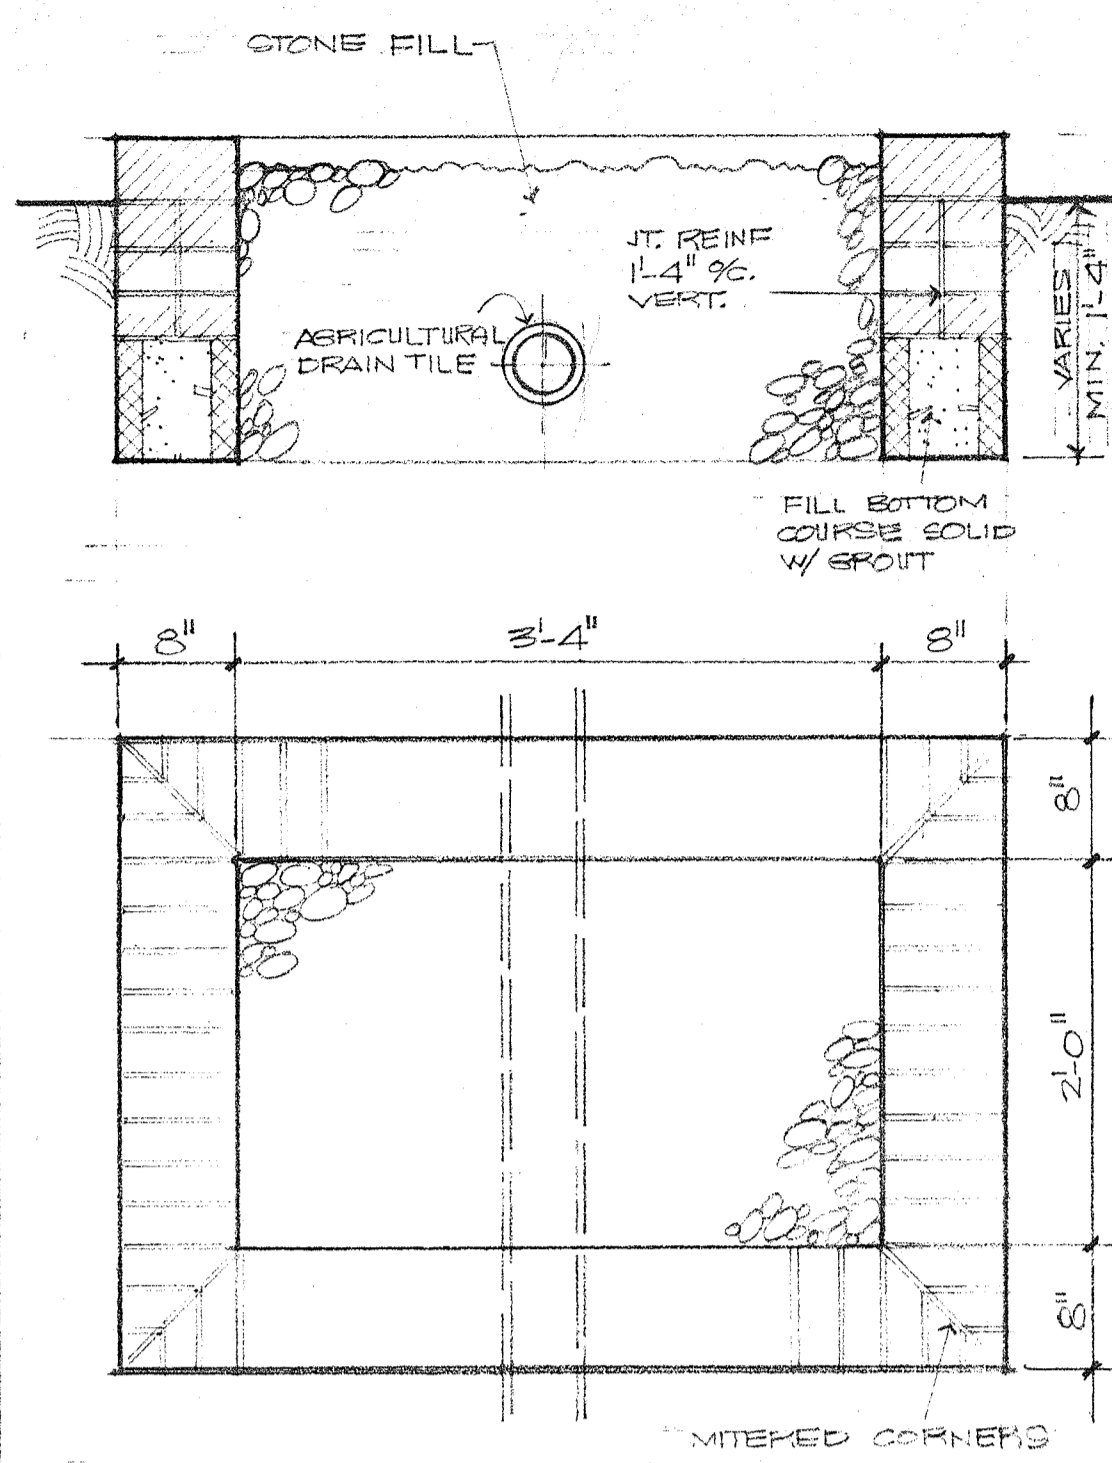 STONE FILL
JT. REINF
1'-4" %.
VERT.
AGRICULTURAL
DRAIN TILE
VARIES
MIN. 1'-4"
FILL BOTTOM
COURSE SOLID
W/ GROUT
8"
3'-4"
8"
8"
2'-0"
8"
MITERED CORNERS